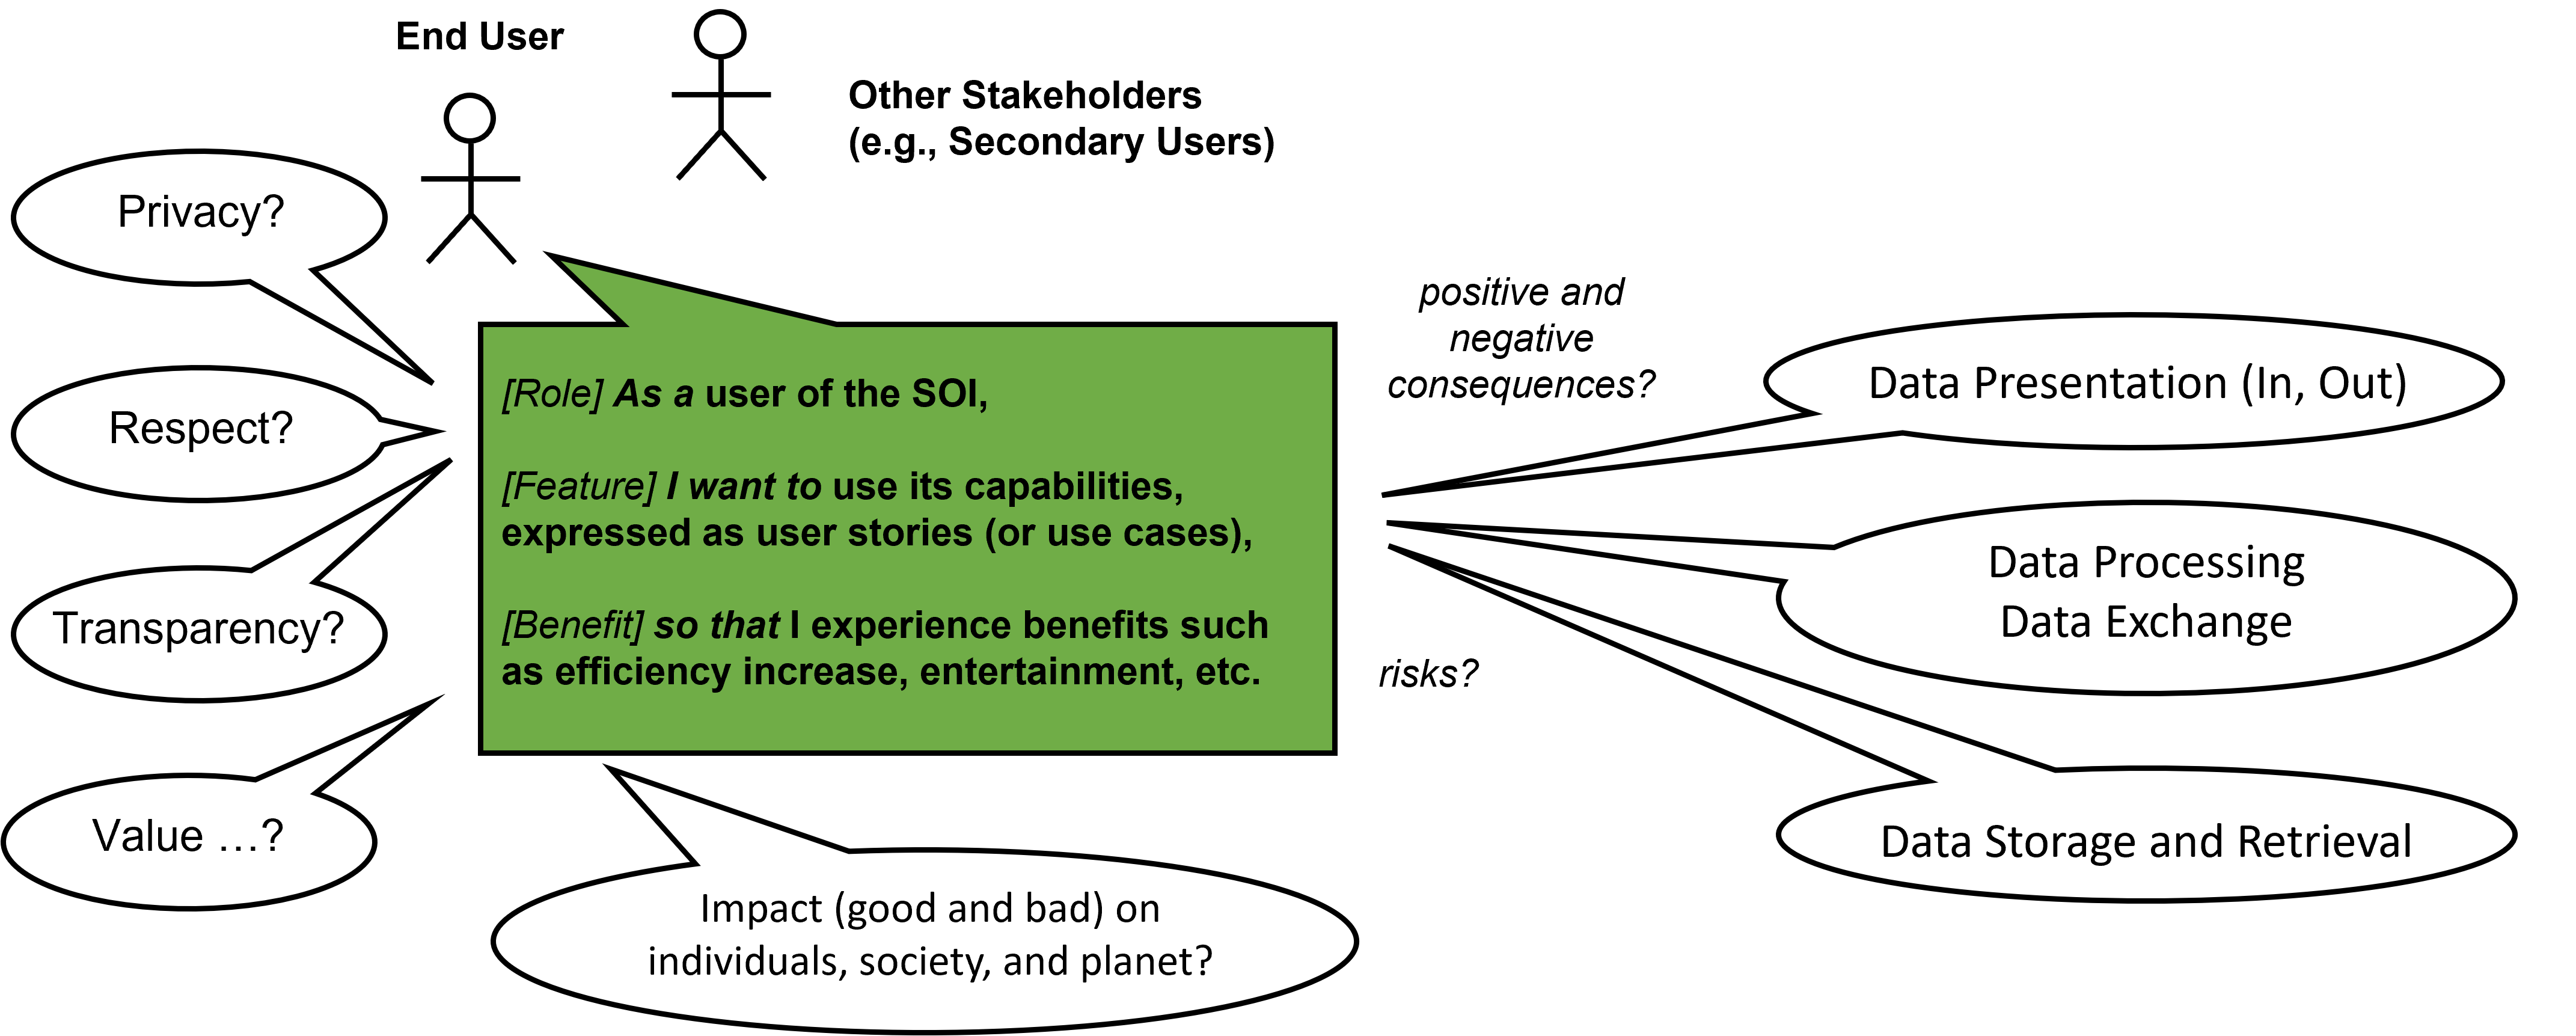 End User
Other Stakeholders
(e.g., Secondary Users)
Privacy?
Respect?
Transparency?
Value …?
[Role] As a user of the SOI,
[Feature] I want to use its capabilities,
expressed as user stories (or use cases),
[Benefit] so that I experience benefits such
as efficiency increase, entertainment, etc.
Impact (good and bad) on
individuals, society, and planet?
positive and
negative
consequences?
risks?
Data Presentation (In, Out)
Data Processing
Data Exchange
Data Storage and Retrieval